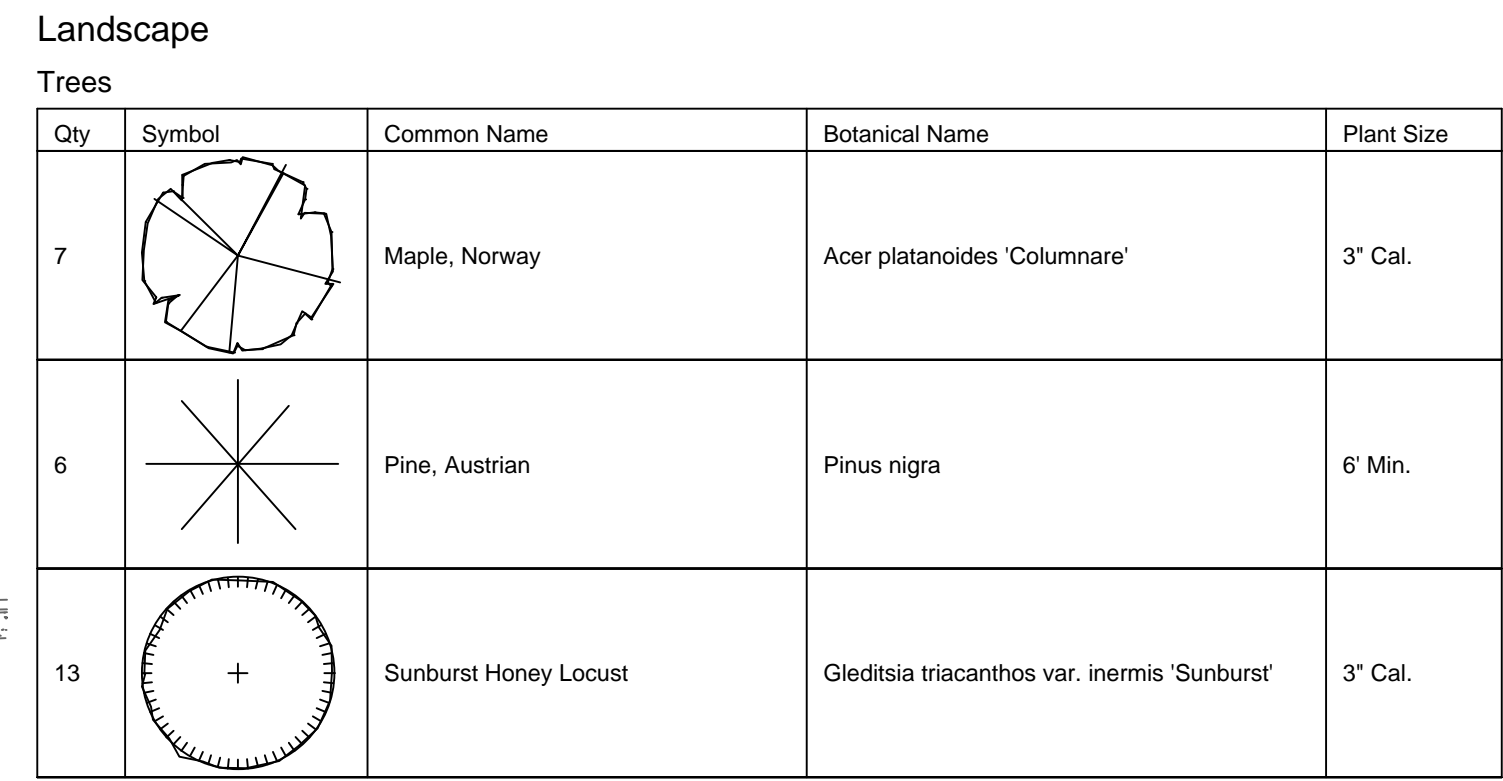 Landscape
Trees
Qty Symbol Common Name Botanical Name Plant Size
7 Maple, Norway Acer platanoides 'Columnare' 3" Cal.
6 Pine, Austrian Pinus nigra 6' Min.
13 Sunburst Honey Locust Gleditsia triacanthos var. inermis 'Sunburst' 3" Cal.